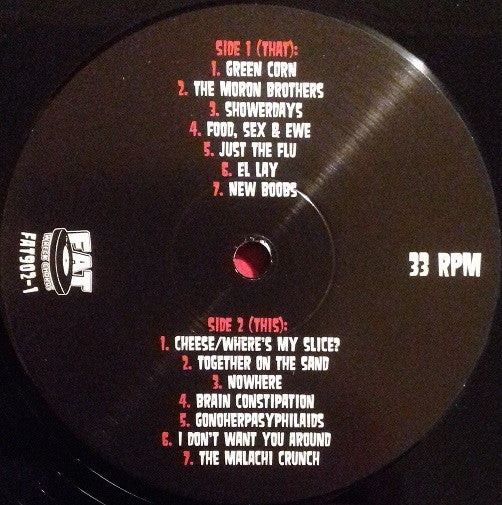 SIDE 1 (THAT):
1. GREEN CORN
2. THE MORON BROTHERS
3. SHOWERDAYS
4. FOOD, SEX & EWE
5. JUST THE FLU
6. EL LAY
7. NEW BOOBS
FAT
WRECK CHORDS
FAT902-1
33 RPM
SIDE 2 (THIS):
1. CHEESE/WHERE'S MY SLICE?
2. TOGETHER ON THE SAND
3. NOWHERE
4. BRAIN CONSTIPATION
5. GONOHERPASYPHILAIDS
6. I DON'T WANT YOU AROUND
7. THE MALACHI CRUNCH